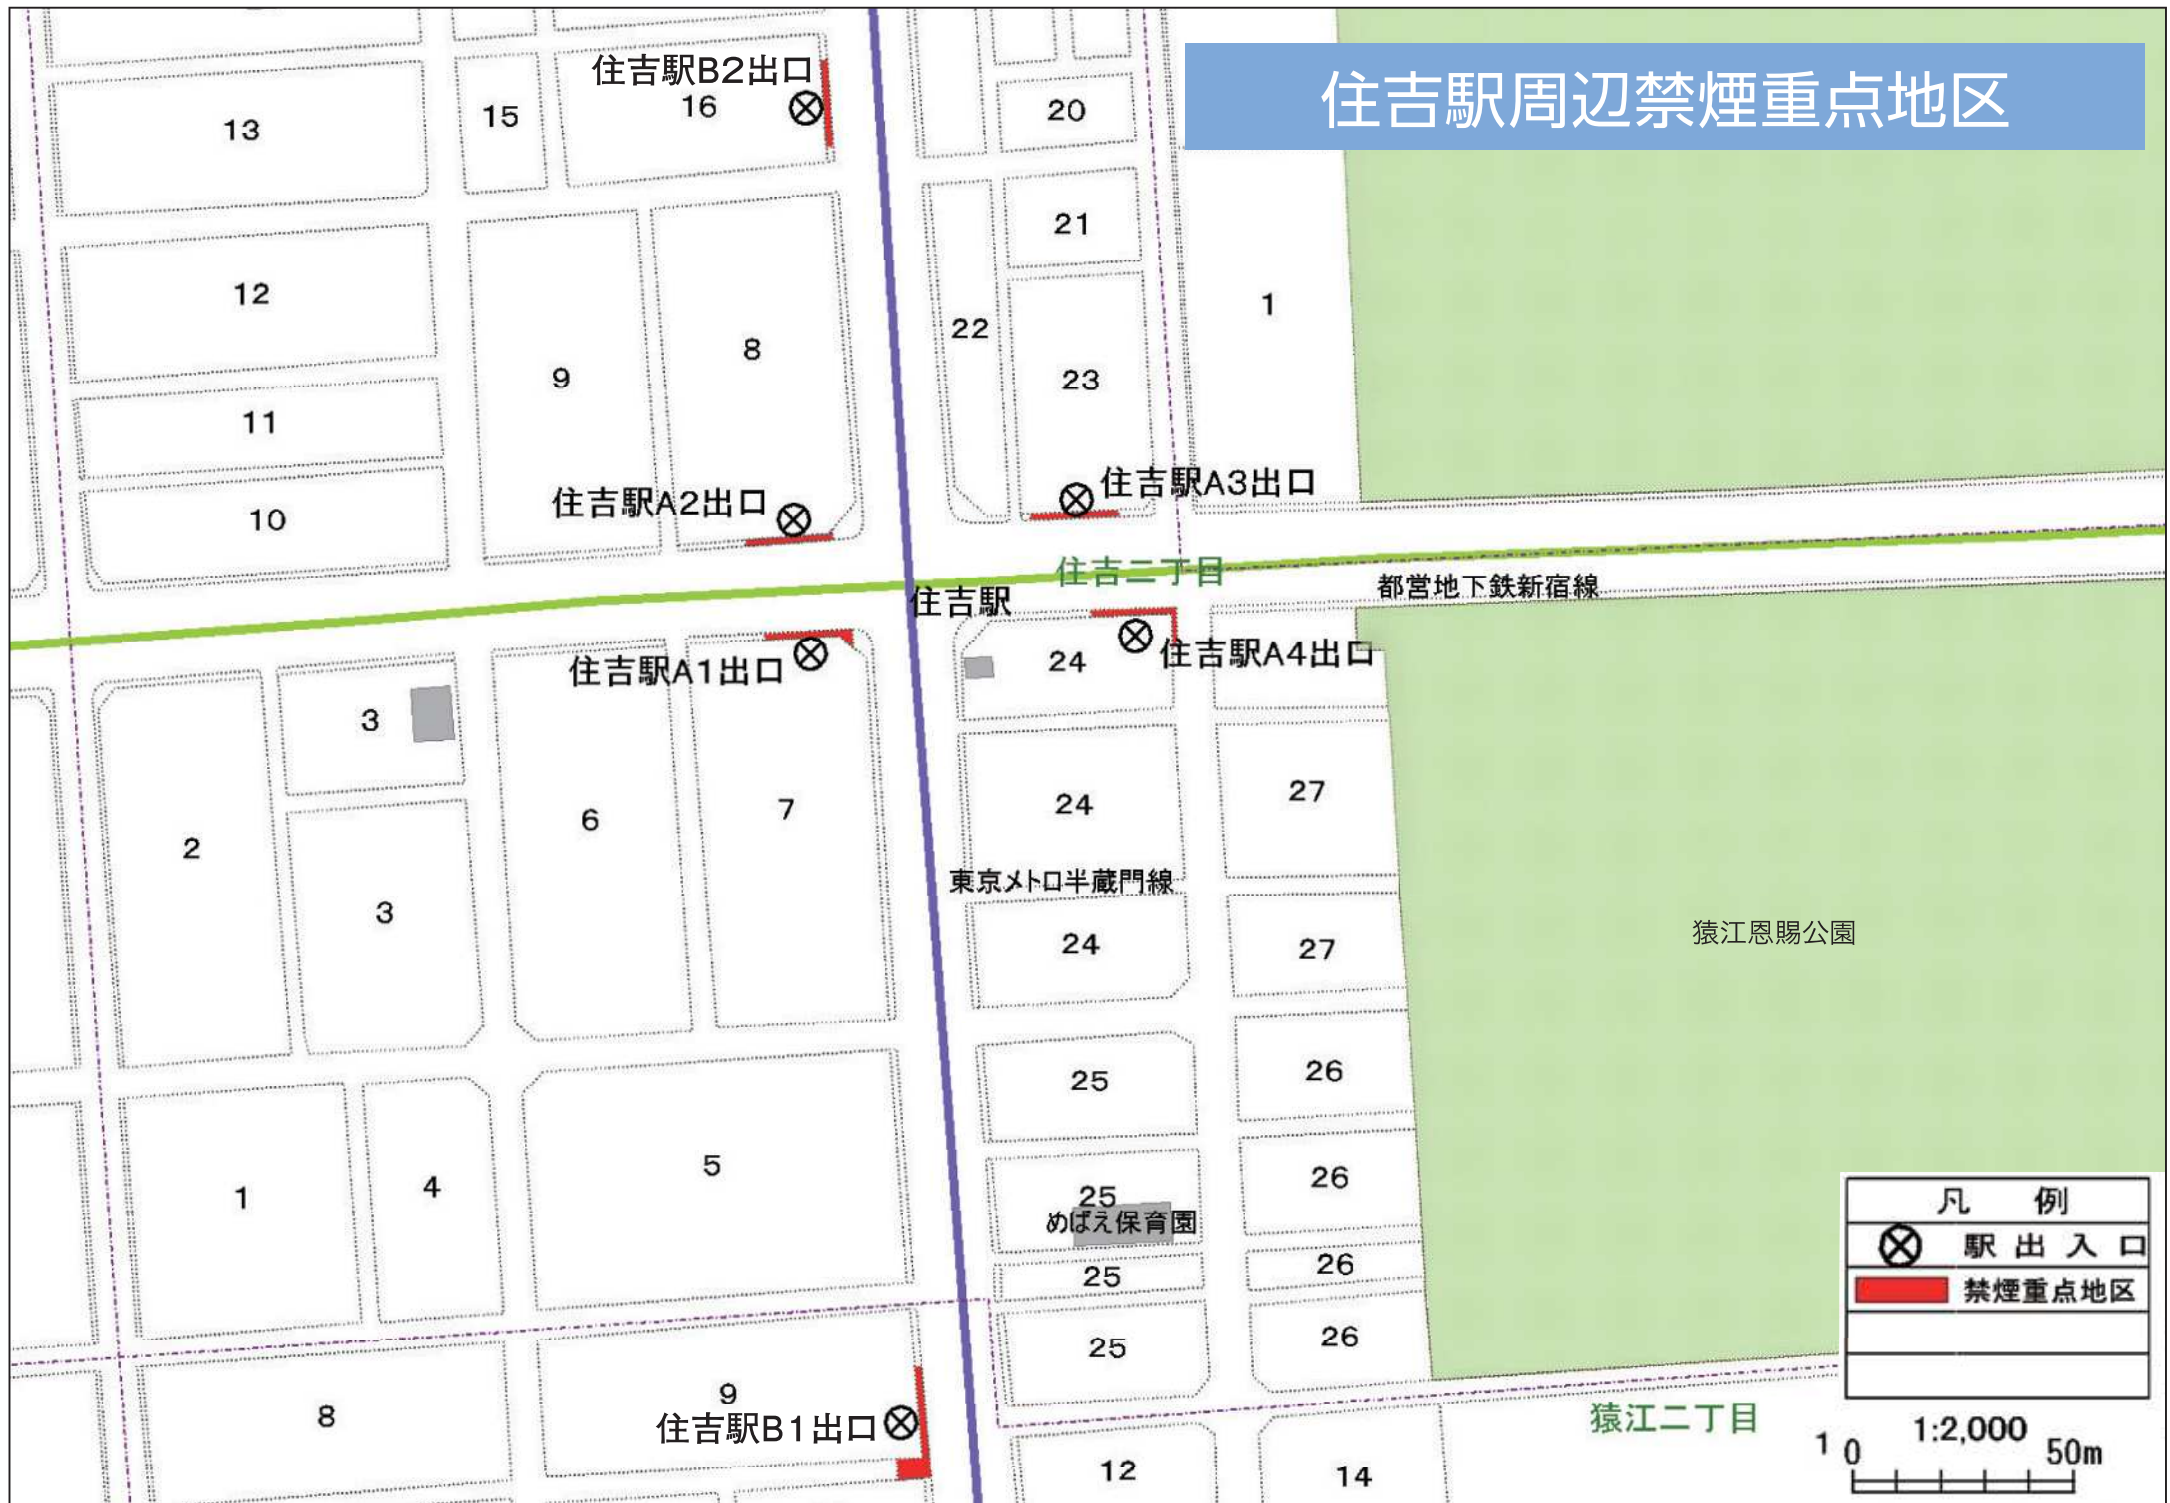 住吉駅周辺禁煙重点地区
住吉駅B2出口
13
15
16
20
21
12
22
1
8
9
23
11
住吉駅A3出口
住吉駅A2出口
10
住吉二丁目
都営地下鉄新宿線
住吉駅
住吉駅A1出口
24
住吉駅A4出口
3
27
24
7
6
2
東京メトロ半蔵門線
3
24
27
猿江恩賜公園
25
26
5
4
1
25
26
めばえ保育園
25
26
25
26
凡 例
駅出入口
禁煙重点地区
8
9
住吉駅B1出口
猿江二丁目
12
14
1
1:2,000
0 50m